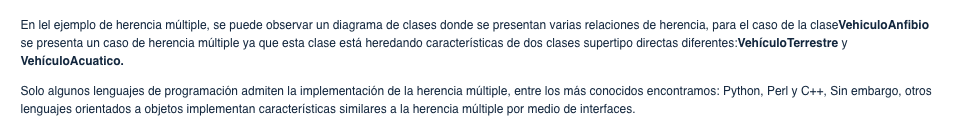 En lel ejemplo de herencia múltiple, se puede observar un diagrama de clases donde se presentan varias relaciones de herencia, para el caso de la claseVehiculoAnfibio
se presenta un caso de herencia múltiple ya que esta clase está heredando características de dos clases supertipo directas diferentes:VehículoTerrestre y
VehículoAcuatico.
Solo algunos lenguajes de programación admiten la implementación de la herencia múltiple, entre los más conocidos encontramos: Python, Perl y C++, Sin embargo, otros
lenguajes orientados a objetos implementan características similares a la herencia múltiple por medio de interfaces.